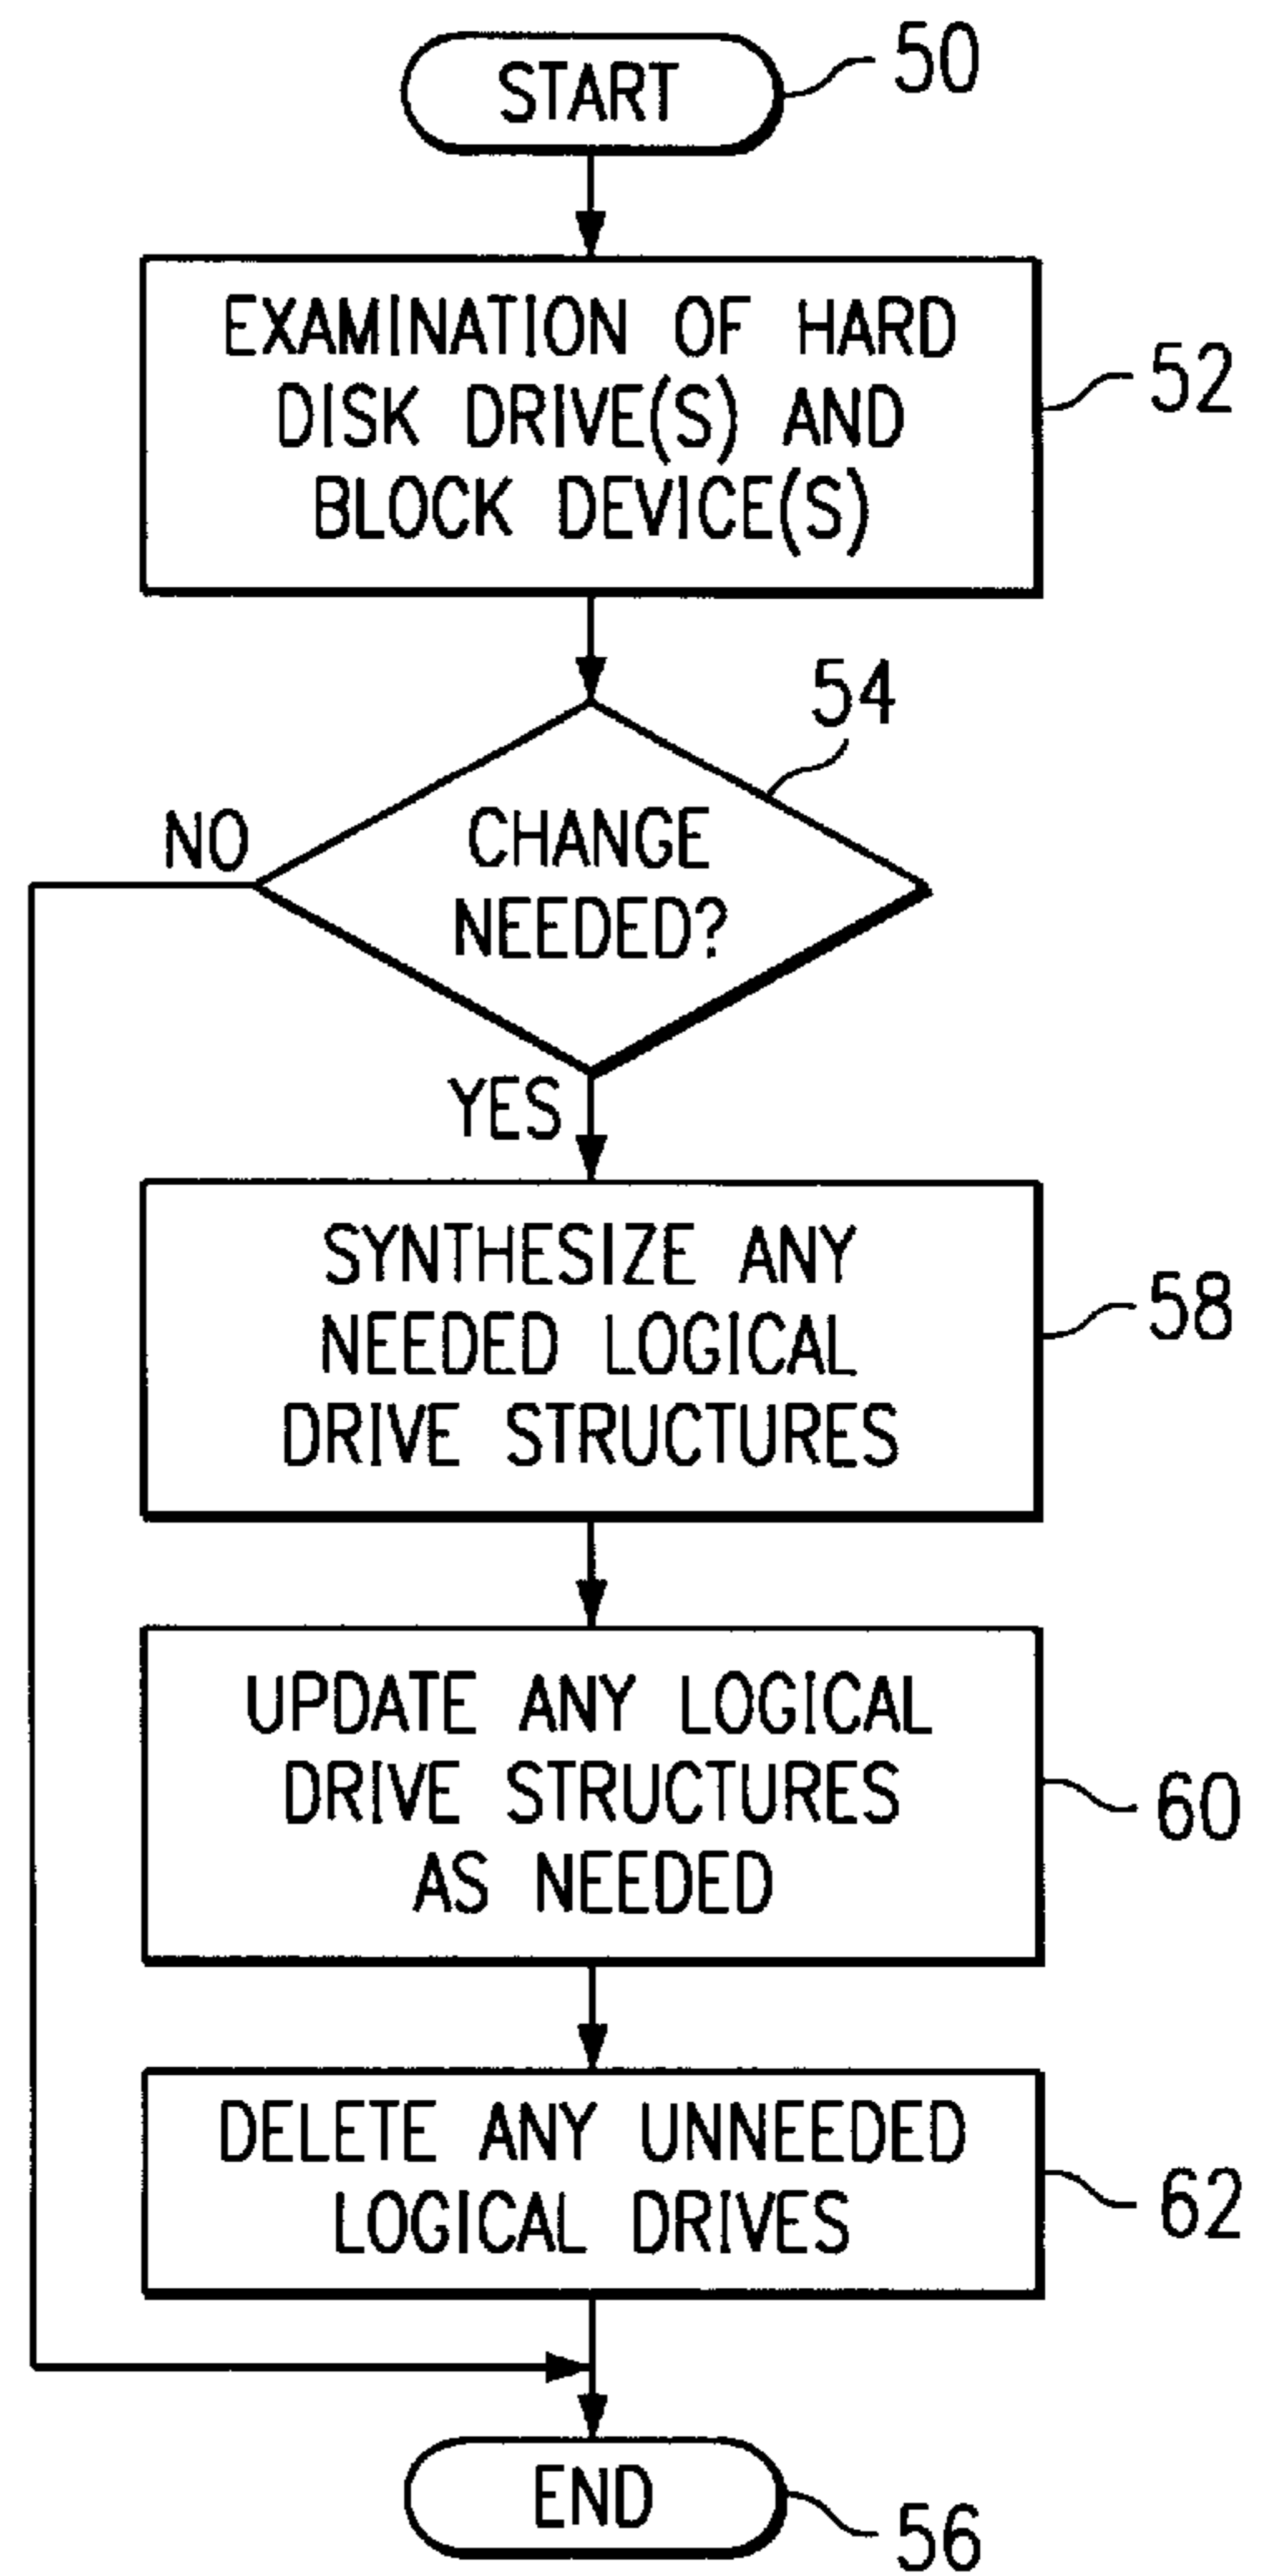 START
50
EXAMINATION OF HARD
DISK DRIVE(S) AND
BLOCK DEVICE(S)
52
54
CHANGE
NEEDED?
NO
YES
SYNTHESIZE ANY
NEEDED LOGICAL
DRIVE STRUCTURES
58
UPDATE ANY LOGICAL
DRIVE STRUCTURES
AS NEEDED
60
DELETE ANY UNNEEDED
LOGICAL DRIVES
62
END
56